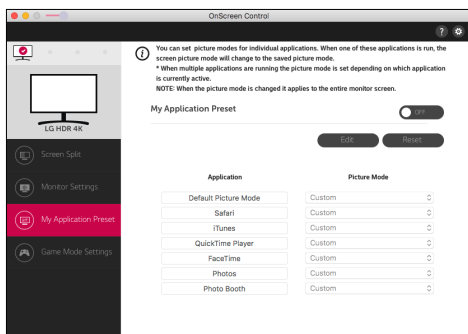 OnScreen Control
?
You can set picture modes for individual applications. When one of these applications is run, the
screen picture mode will change to the saved picture mode.
* When multiple applications are running the picture mode is set depending on which application
is currently active.
NOTE: When the picture mode is changed it applies to the entire monitor screen.
LG HDR 4K
My Application Preset
OFF
Edit Reset
Screen Split
Monitor Settings
My Application Preset
Game Mode Settings
Application Picture Mode
Default Picture Mode Custom
Safari Custom
iTunes Custom
QuickTime Player Custom
FaceTime Custom
Photos Custom
Photo Booth Custom